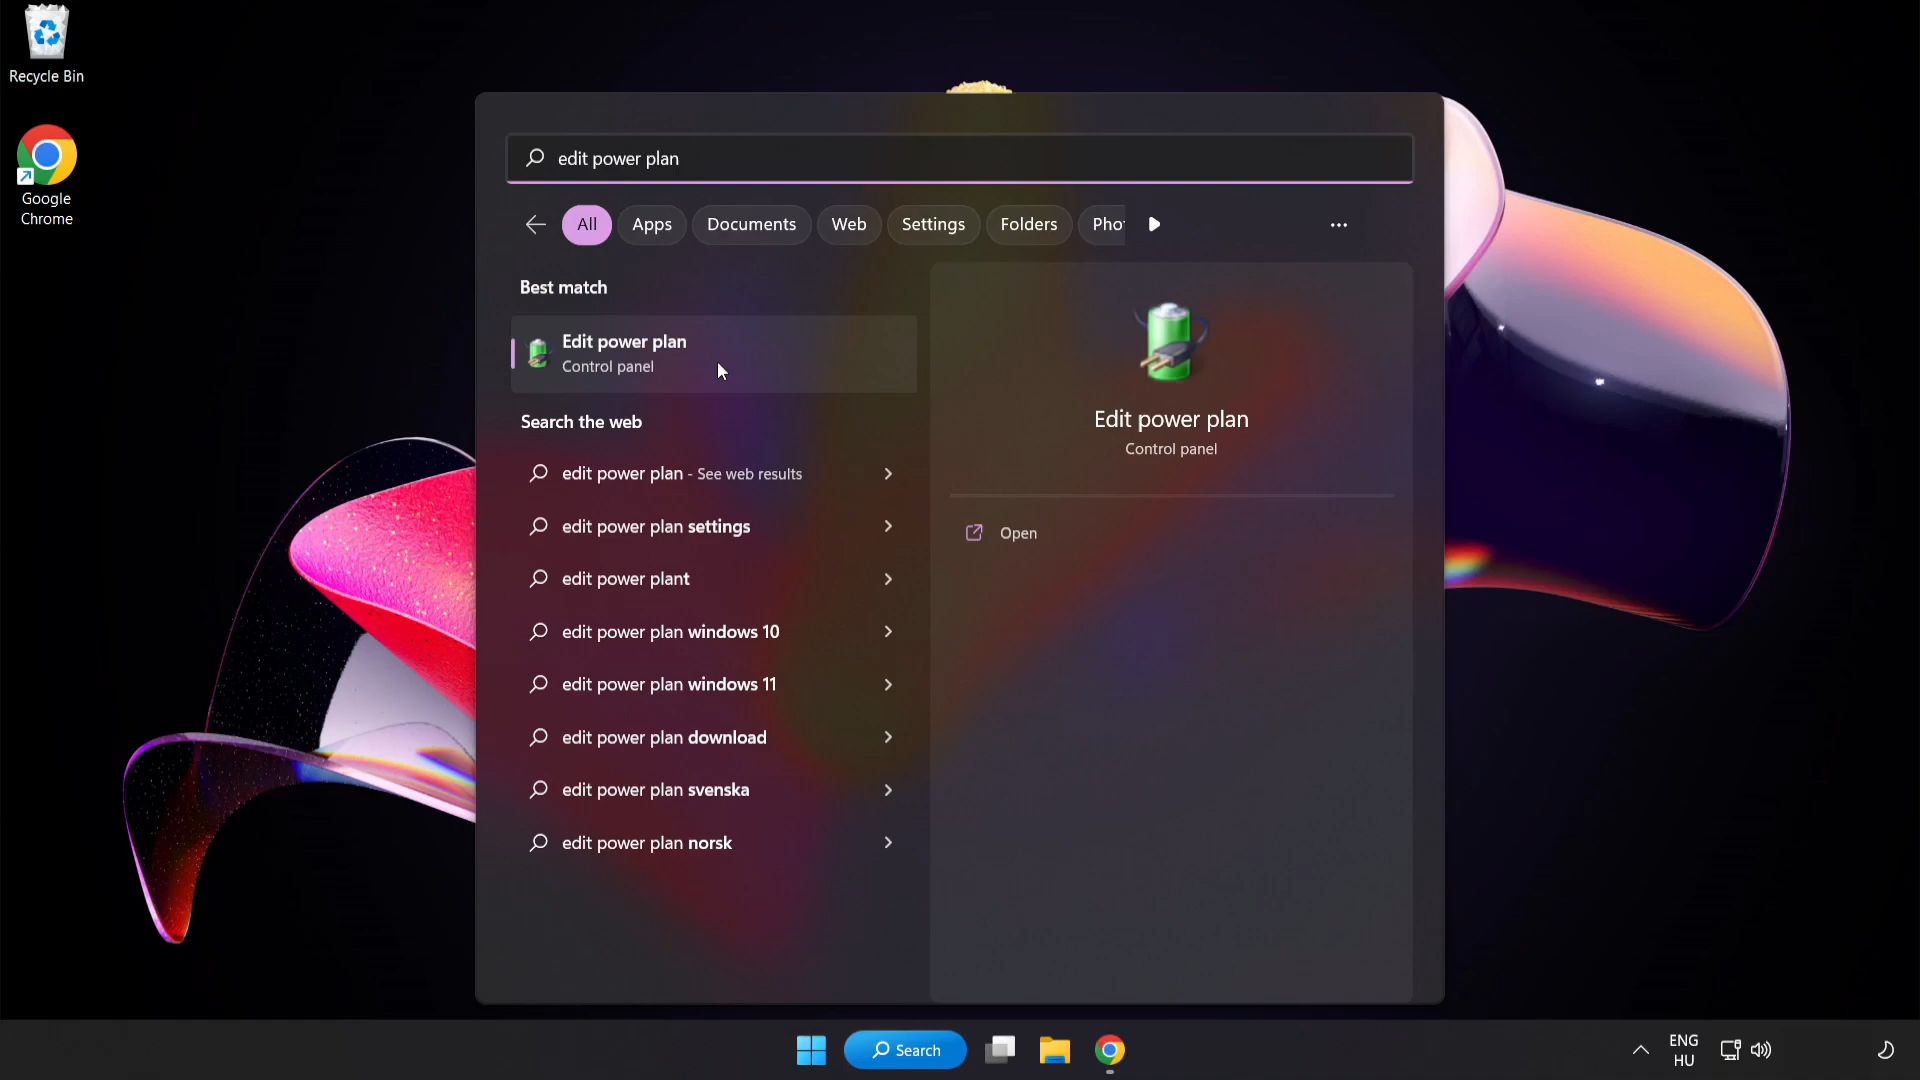 Recycle Bin
Google
Chrome
edit power plan
All
Apps
Documents
Web
Settings
Folders
Best match
Edit power plan
Control panel
Search the web
edit power plan - See web results
edit power plan settings
edit power plant
edit power plan windows 10
edit power plan windows 11
edit power plan download
edit power plan svenska
edit power plan norsk
Edit power plan
Control panel
Open
Search
ENG
HU